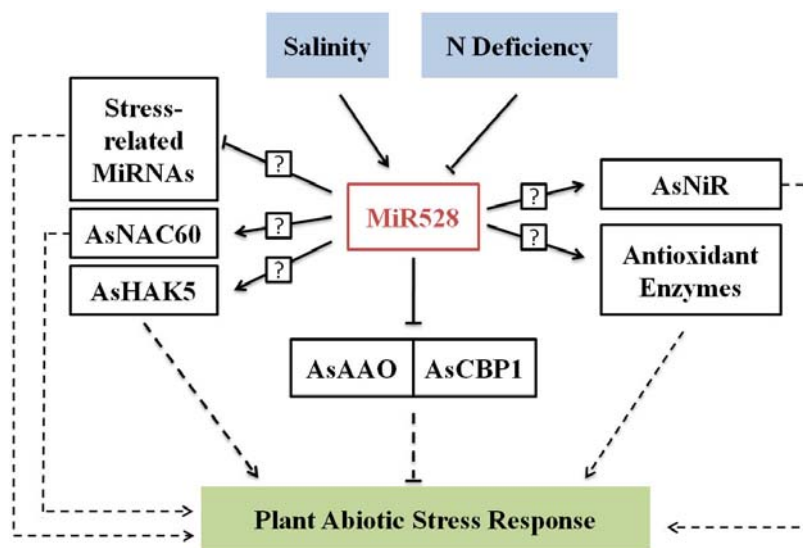 Salinity
N Deficiency
Stress-
related
MiRNAs
?
?
AsNiR
AsNAC60
?
MiR528
?
AsHAK5
?
Antioxidant
Enzymes
AsAAO
AsCBP1
Plant Abiotic Stress Response